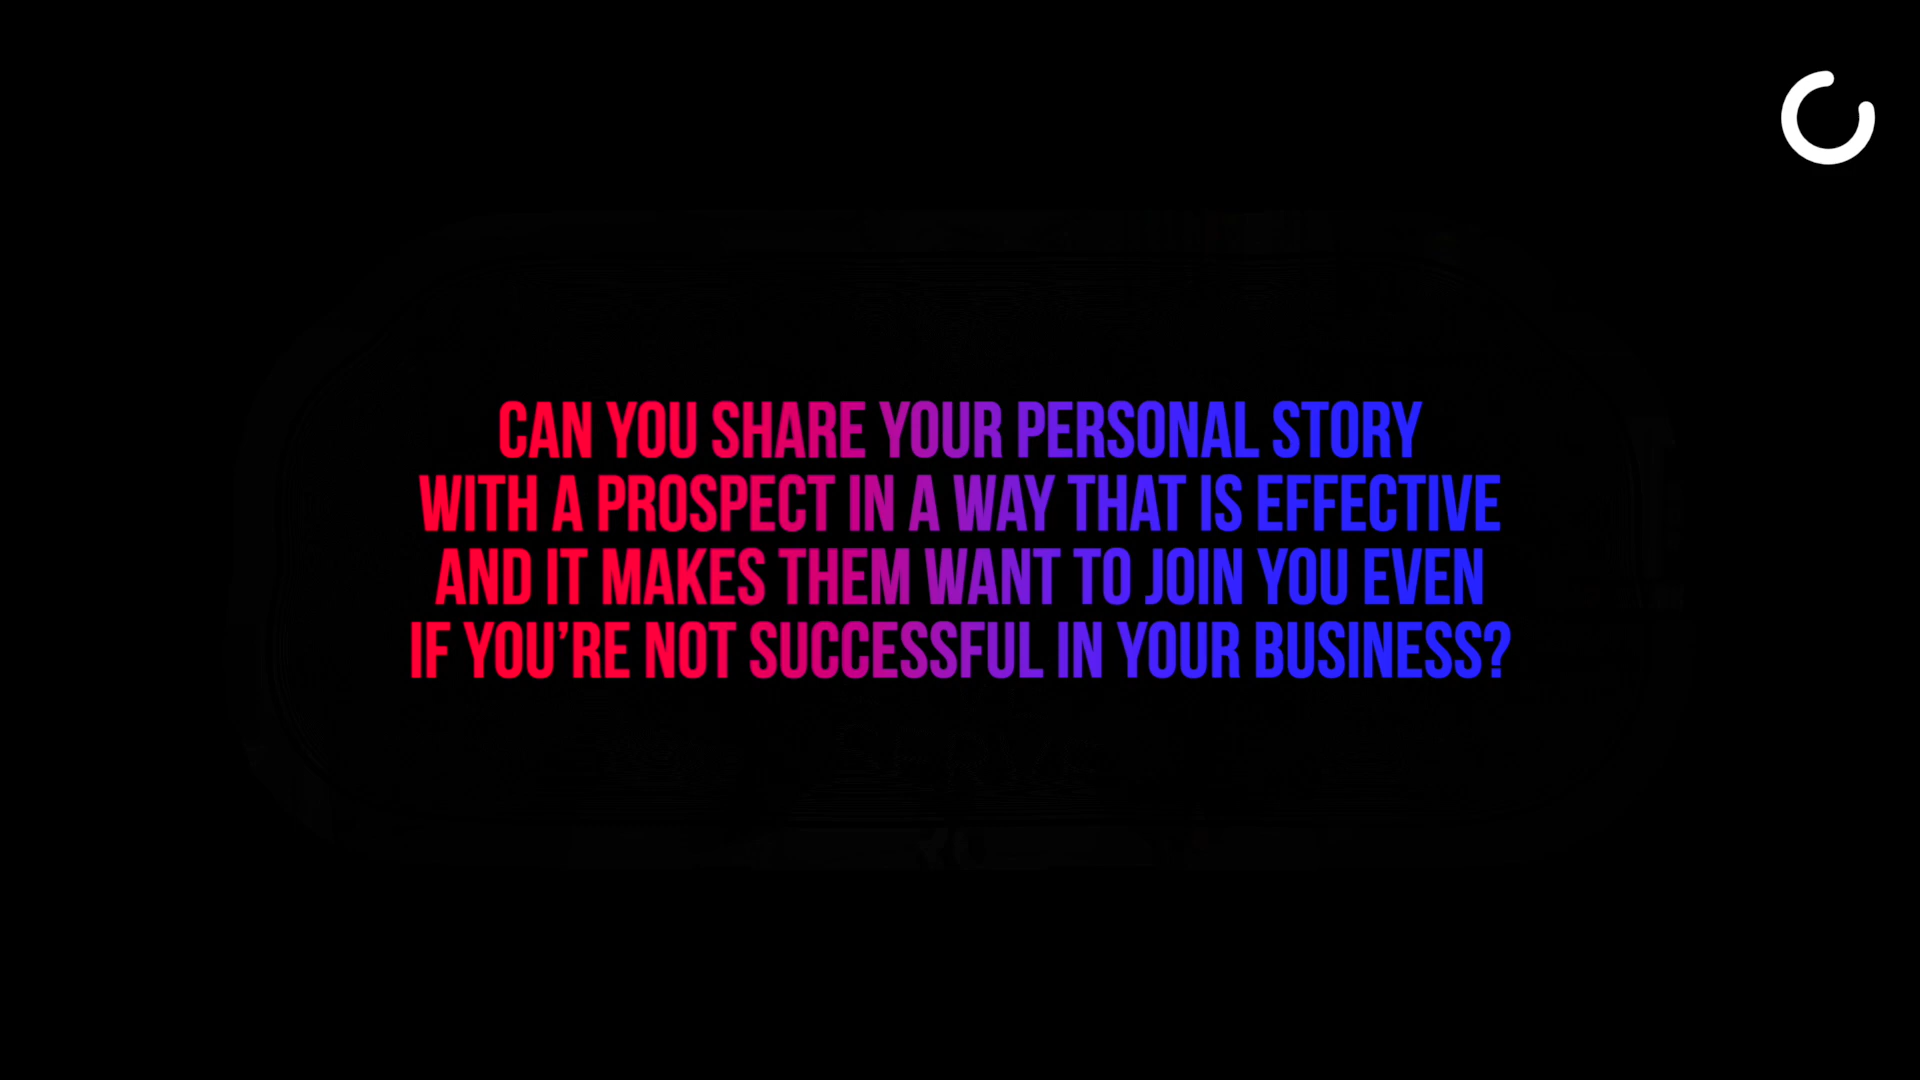 CAN YOU SHARE YOUR PERSONAL STORY
WITH A PROSPECT IN A WAY THAT IS EFFECTIVE
AND IT MAKES THEM WANT TO JOIN YOU EVEN
IF YOU’RE NOT SUCCESSFUL IN YOUR BUSINESS?